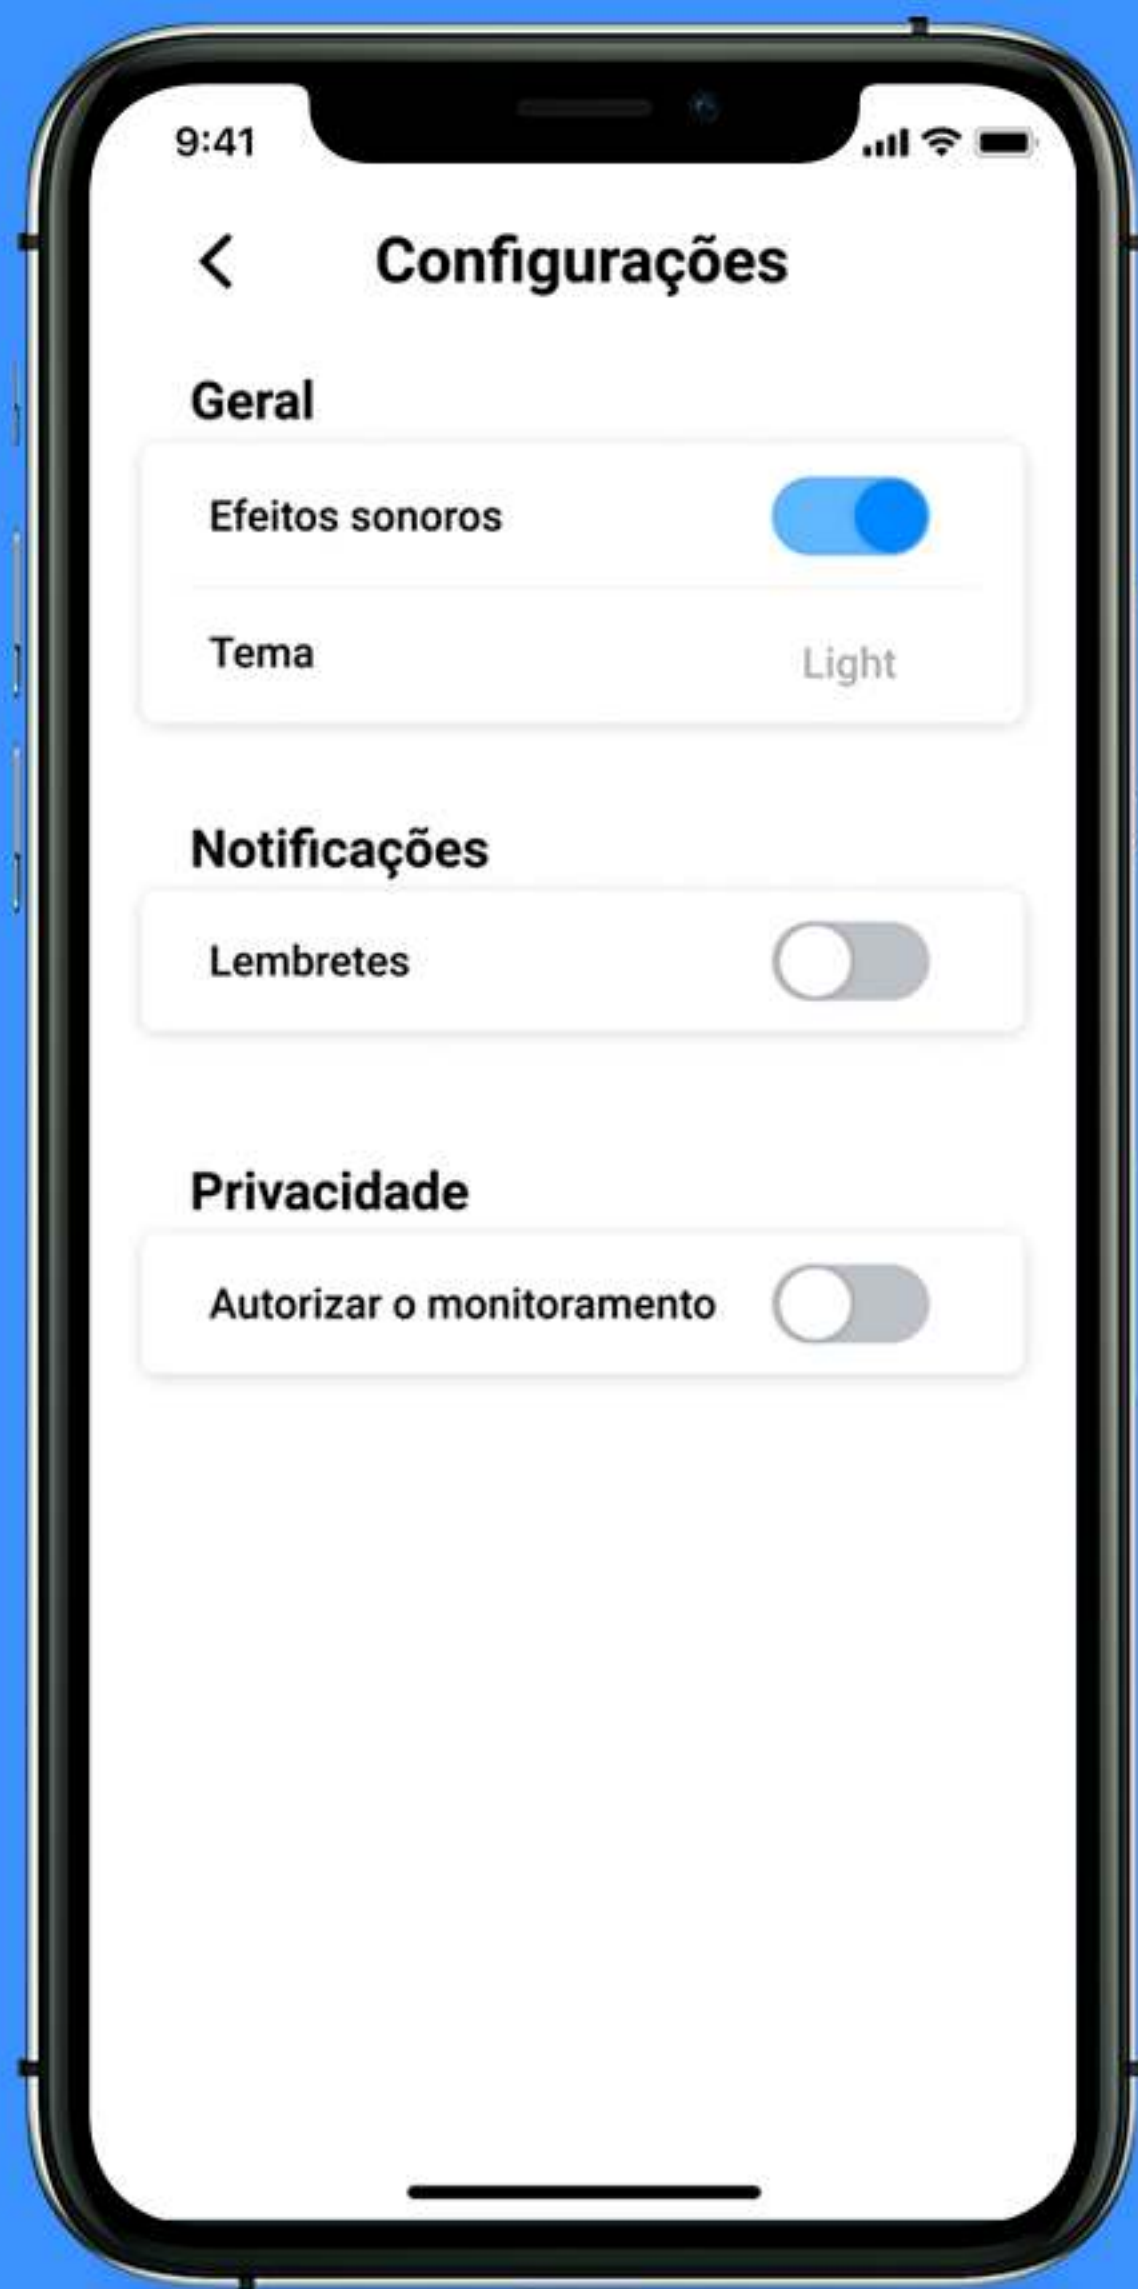 9:41
Configurações
Geral
Efeitos sonoros
Tema
Light
Notificações
Lembretes
Privacidade
Autorizar o monitoramento